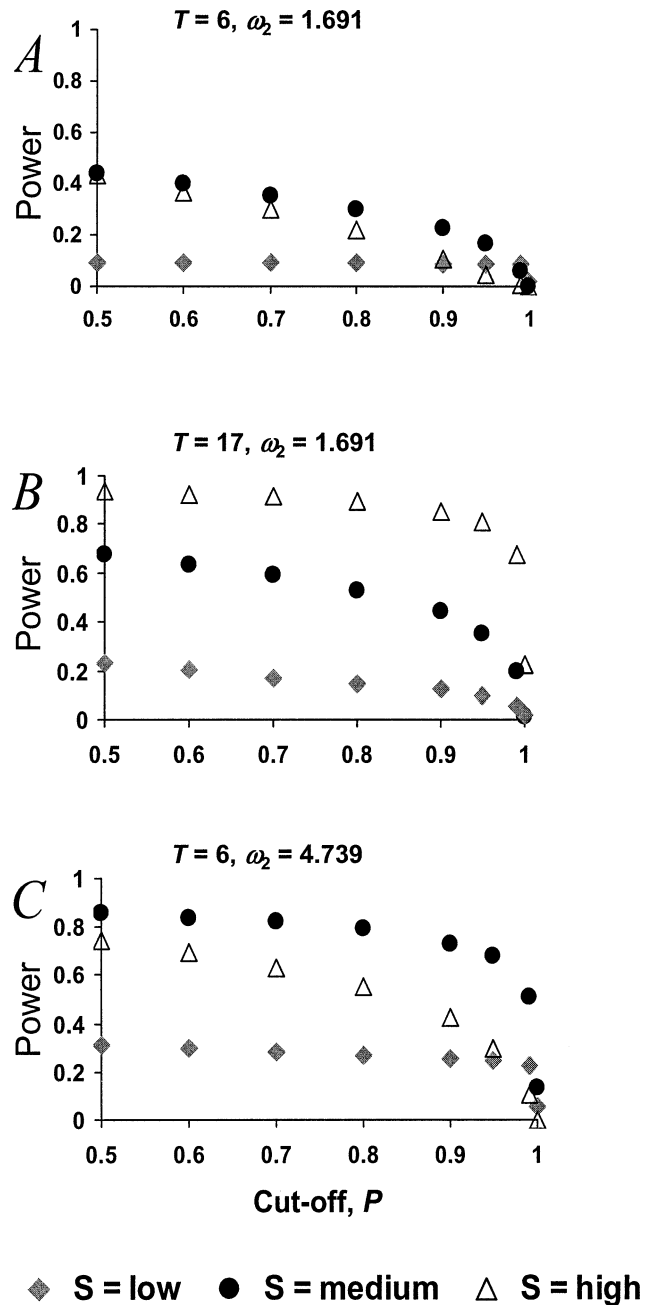 T = 6, ω2 = 1.691
A
Power
1
0.8
0.6
0.4
0.2
0
0.5 0.6 0.7 0.8 0.9 1
T = 17, ω2 = 1.691
B
Power
1
0.8
0.6
0.4
0.2
0
0.5 0.6 0.7 0.8 0.9 1
T = 6, ω2 = 4.739
C
Power
1
0.8
0.6
0.4
0.2
0
0.5 0.6 0.7 0.8 0.9 1
Cut-off, P
S = low S = medium S = high